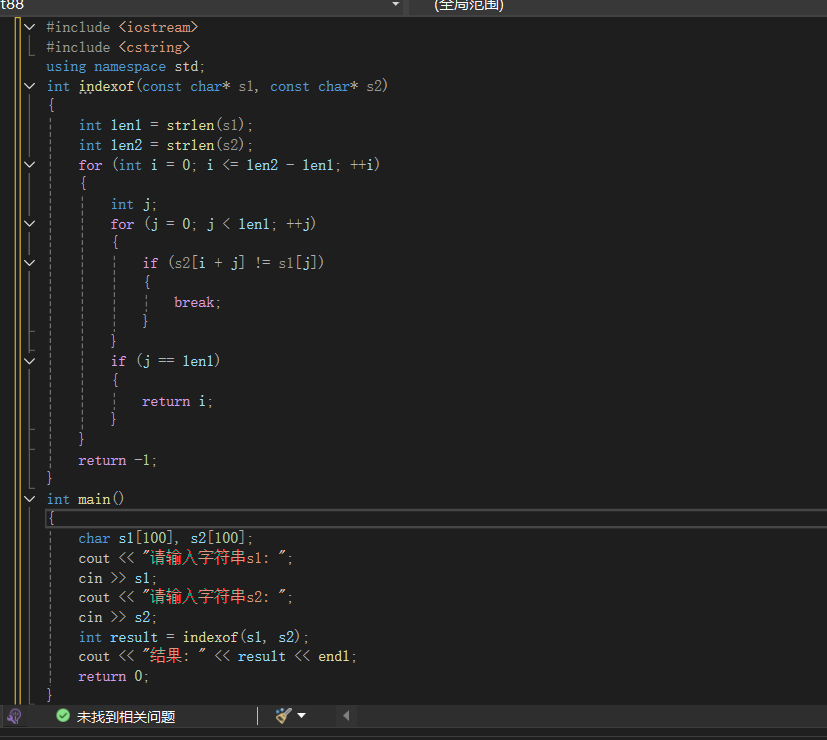 t88 (全局范围)
#include <iostream>
#include <cstring>
using namespace std;
int indexof(const char* s1, const char* s2)
{
    int len1 = strlen(s1);
    int len2 = strlen(s2);
    for (int i = 0; i <= len2 - len1; ++i)
    {
        int j;
        for (j = 0; j < len1; ++j)
        {
            if (s2[i + j] != s1[j])
            {
                break;
            }
        }
        if (j == len1)
        {
            return i;
        }
    }
    return -1;
}
int main()
{
    char s1[100], s2[100];
    cout << "请输入字符串s1: ";
    cin >> s1;
    cout << "请输入字符串s2: ";
    cin >> s2;
    int result = indexof(s1, s2);
    cout << "结果: " << result << endl;
    return 0;
}
未找到相关问题